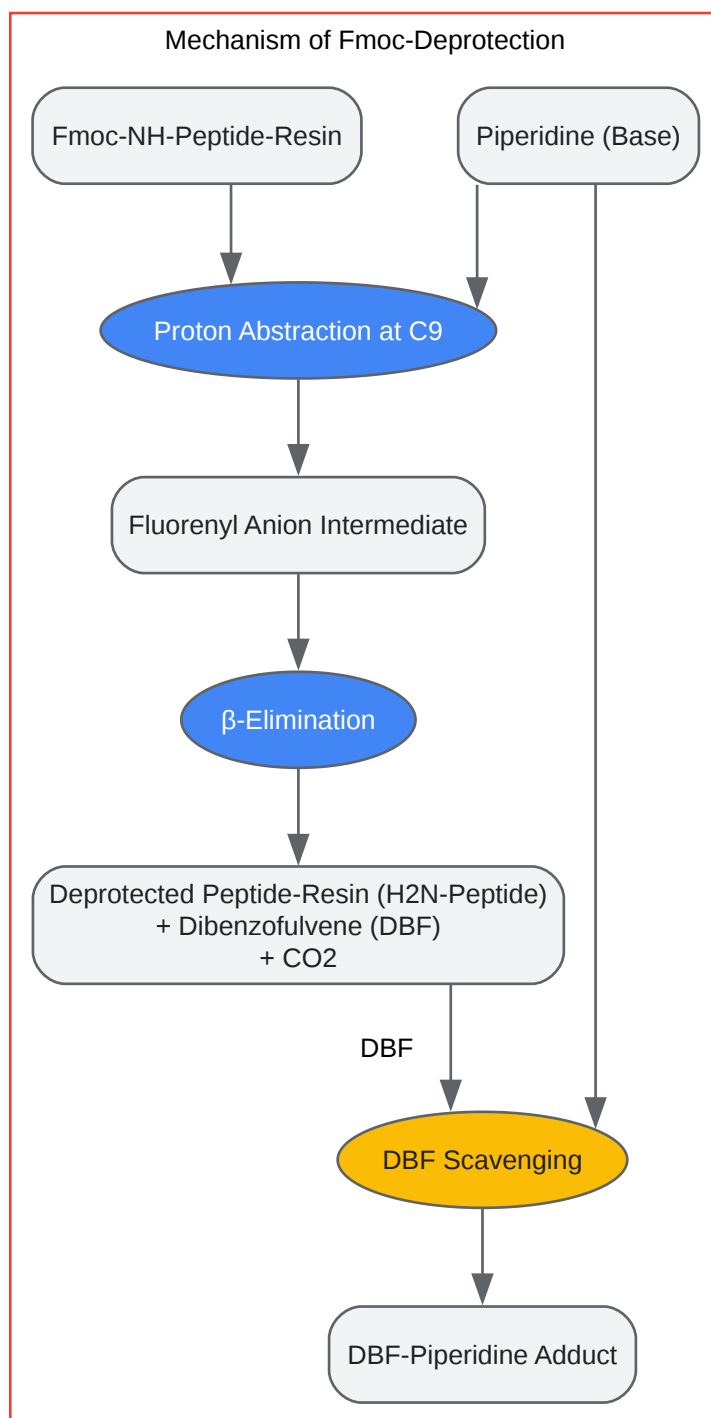 Mechanism of Fmoc-Deprotection
Fmoc-NH-Peptide-Resin
Piperidine (Base)
Proton Abstraction at C9
Fluorenyl Anion Intermediate
β-Elimination
Deprotected Peptide-Resin (H2N-Peptide)
+ Dibenzofulvene (DBF)
+ CO2
DBF
DBF Scavenging
DBF-Piperidine Adduct